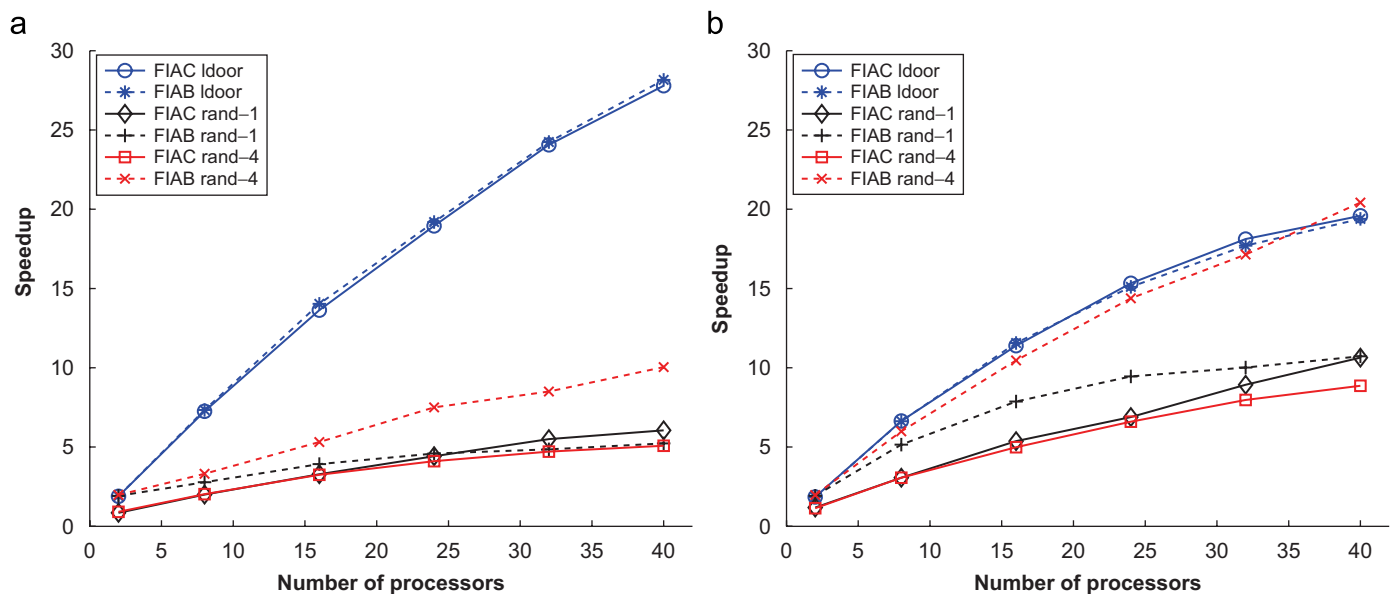 a
30
25
20
15
10
5
0
Speedup
FIAC ldoor
FIAB ldoor
FIAC rand–1
FIAB rand–1
FIAC rand–4
FIAB rand–4
0 5 10 15 20 25 30 35 40
Number of processors
b
30
25
20
15
10
5
0
Speedup
FIAC ldoor
FIAB ldoor
FIAC rand–1
FIAB rand–1
FIAC rand–4
FIAB rand–4
0 5 10 15 20 25 30 35 40
Number of processors